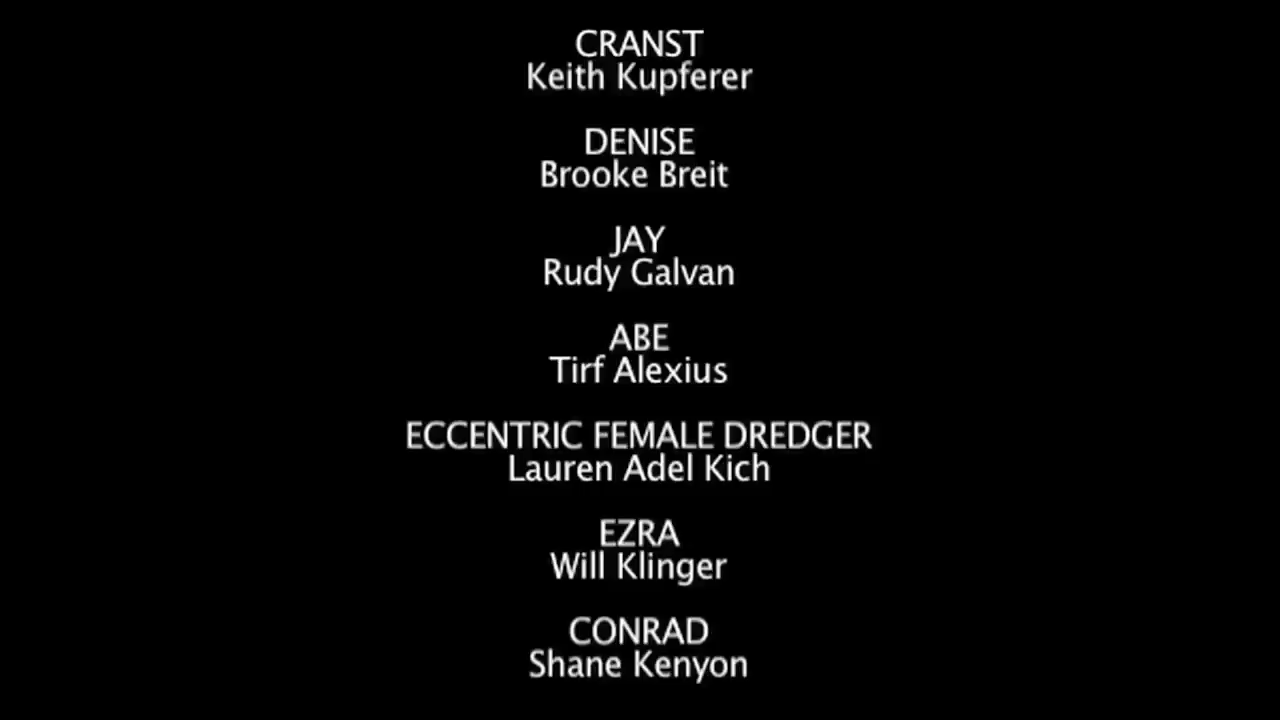 CRANST
Keith Kupferer
DENISE
Brooke Breit
JAY
Rudy Galvan
ABE
Tirf Alexius
ECCENTRIC FEMALE DREDGER
Lauren Adel Kich
EZRA
Will Klinger
CONRAD
Shane Kenyon